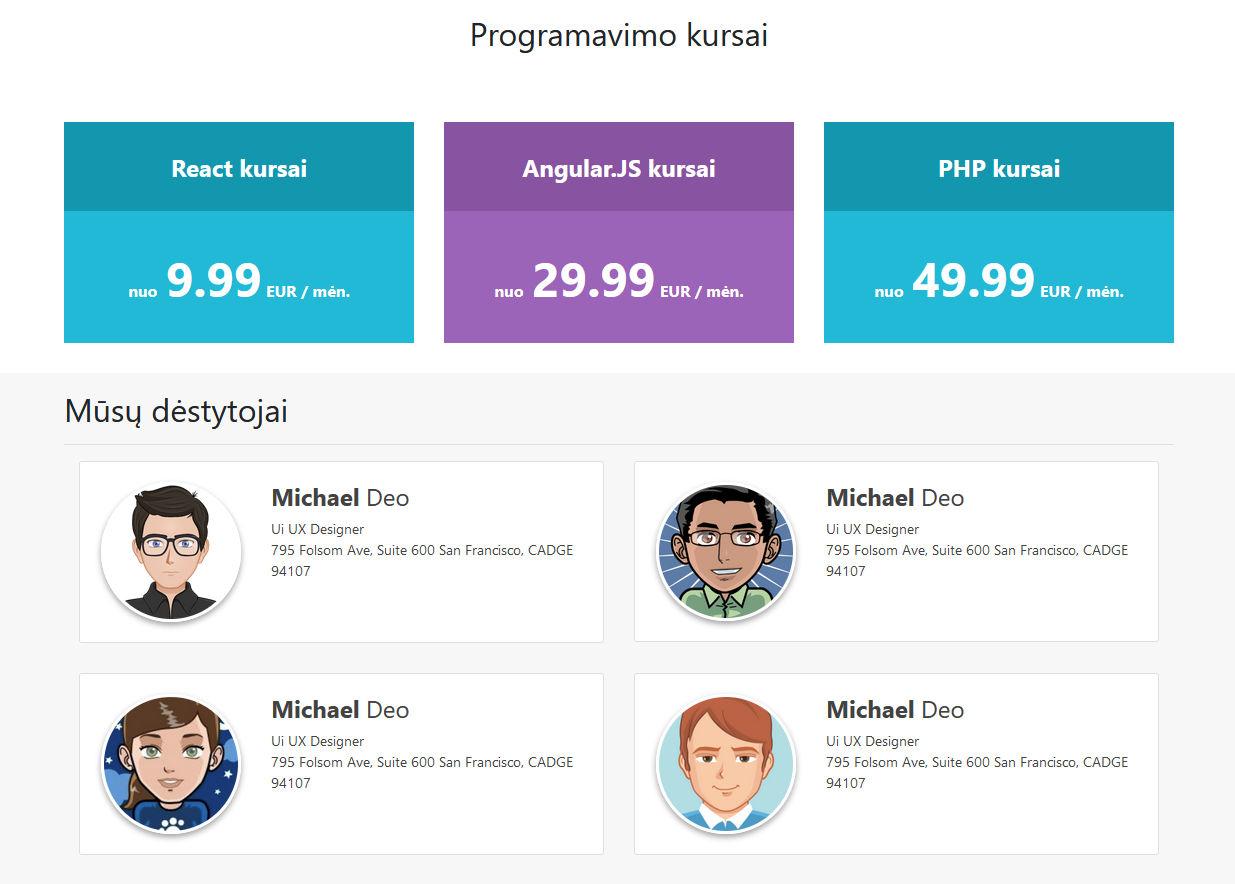 Programavimo kursai
React kursai
nuo 9.99 EUR / mėn.
Angular.JS kursai
nuo 29.99 EUR / mėn.
PHP kursai
nuo 49.99 EUR / mėn.
Mūsų dėstytojai
Michael Deo
Ui UX Designer
795 Folsom Ave, Suite 600 San Francisco, CADGE
94107
Michael Deo
Ui UX Designer
795 Folsom Ave, Suite 600 San Francisco, CADGE
94107
Michael Deo
Ui UX Designer
795 Folsom Ave, Suite 600 San Francisco, CADGE
94107
Michael Deo
Ui UX Designer
795 Folsom Ave, Suite 600 San Francisco, CADGE
94107